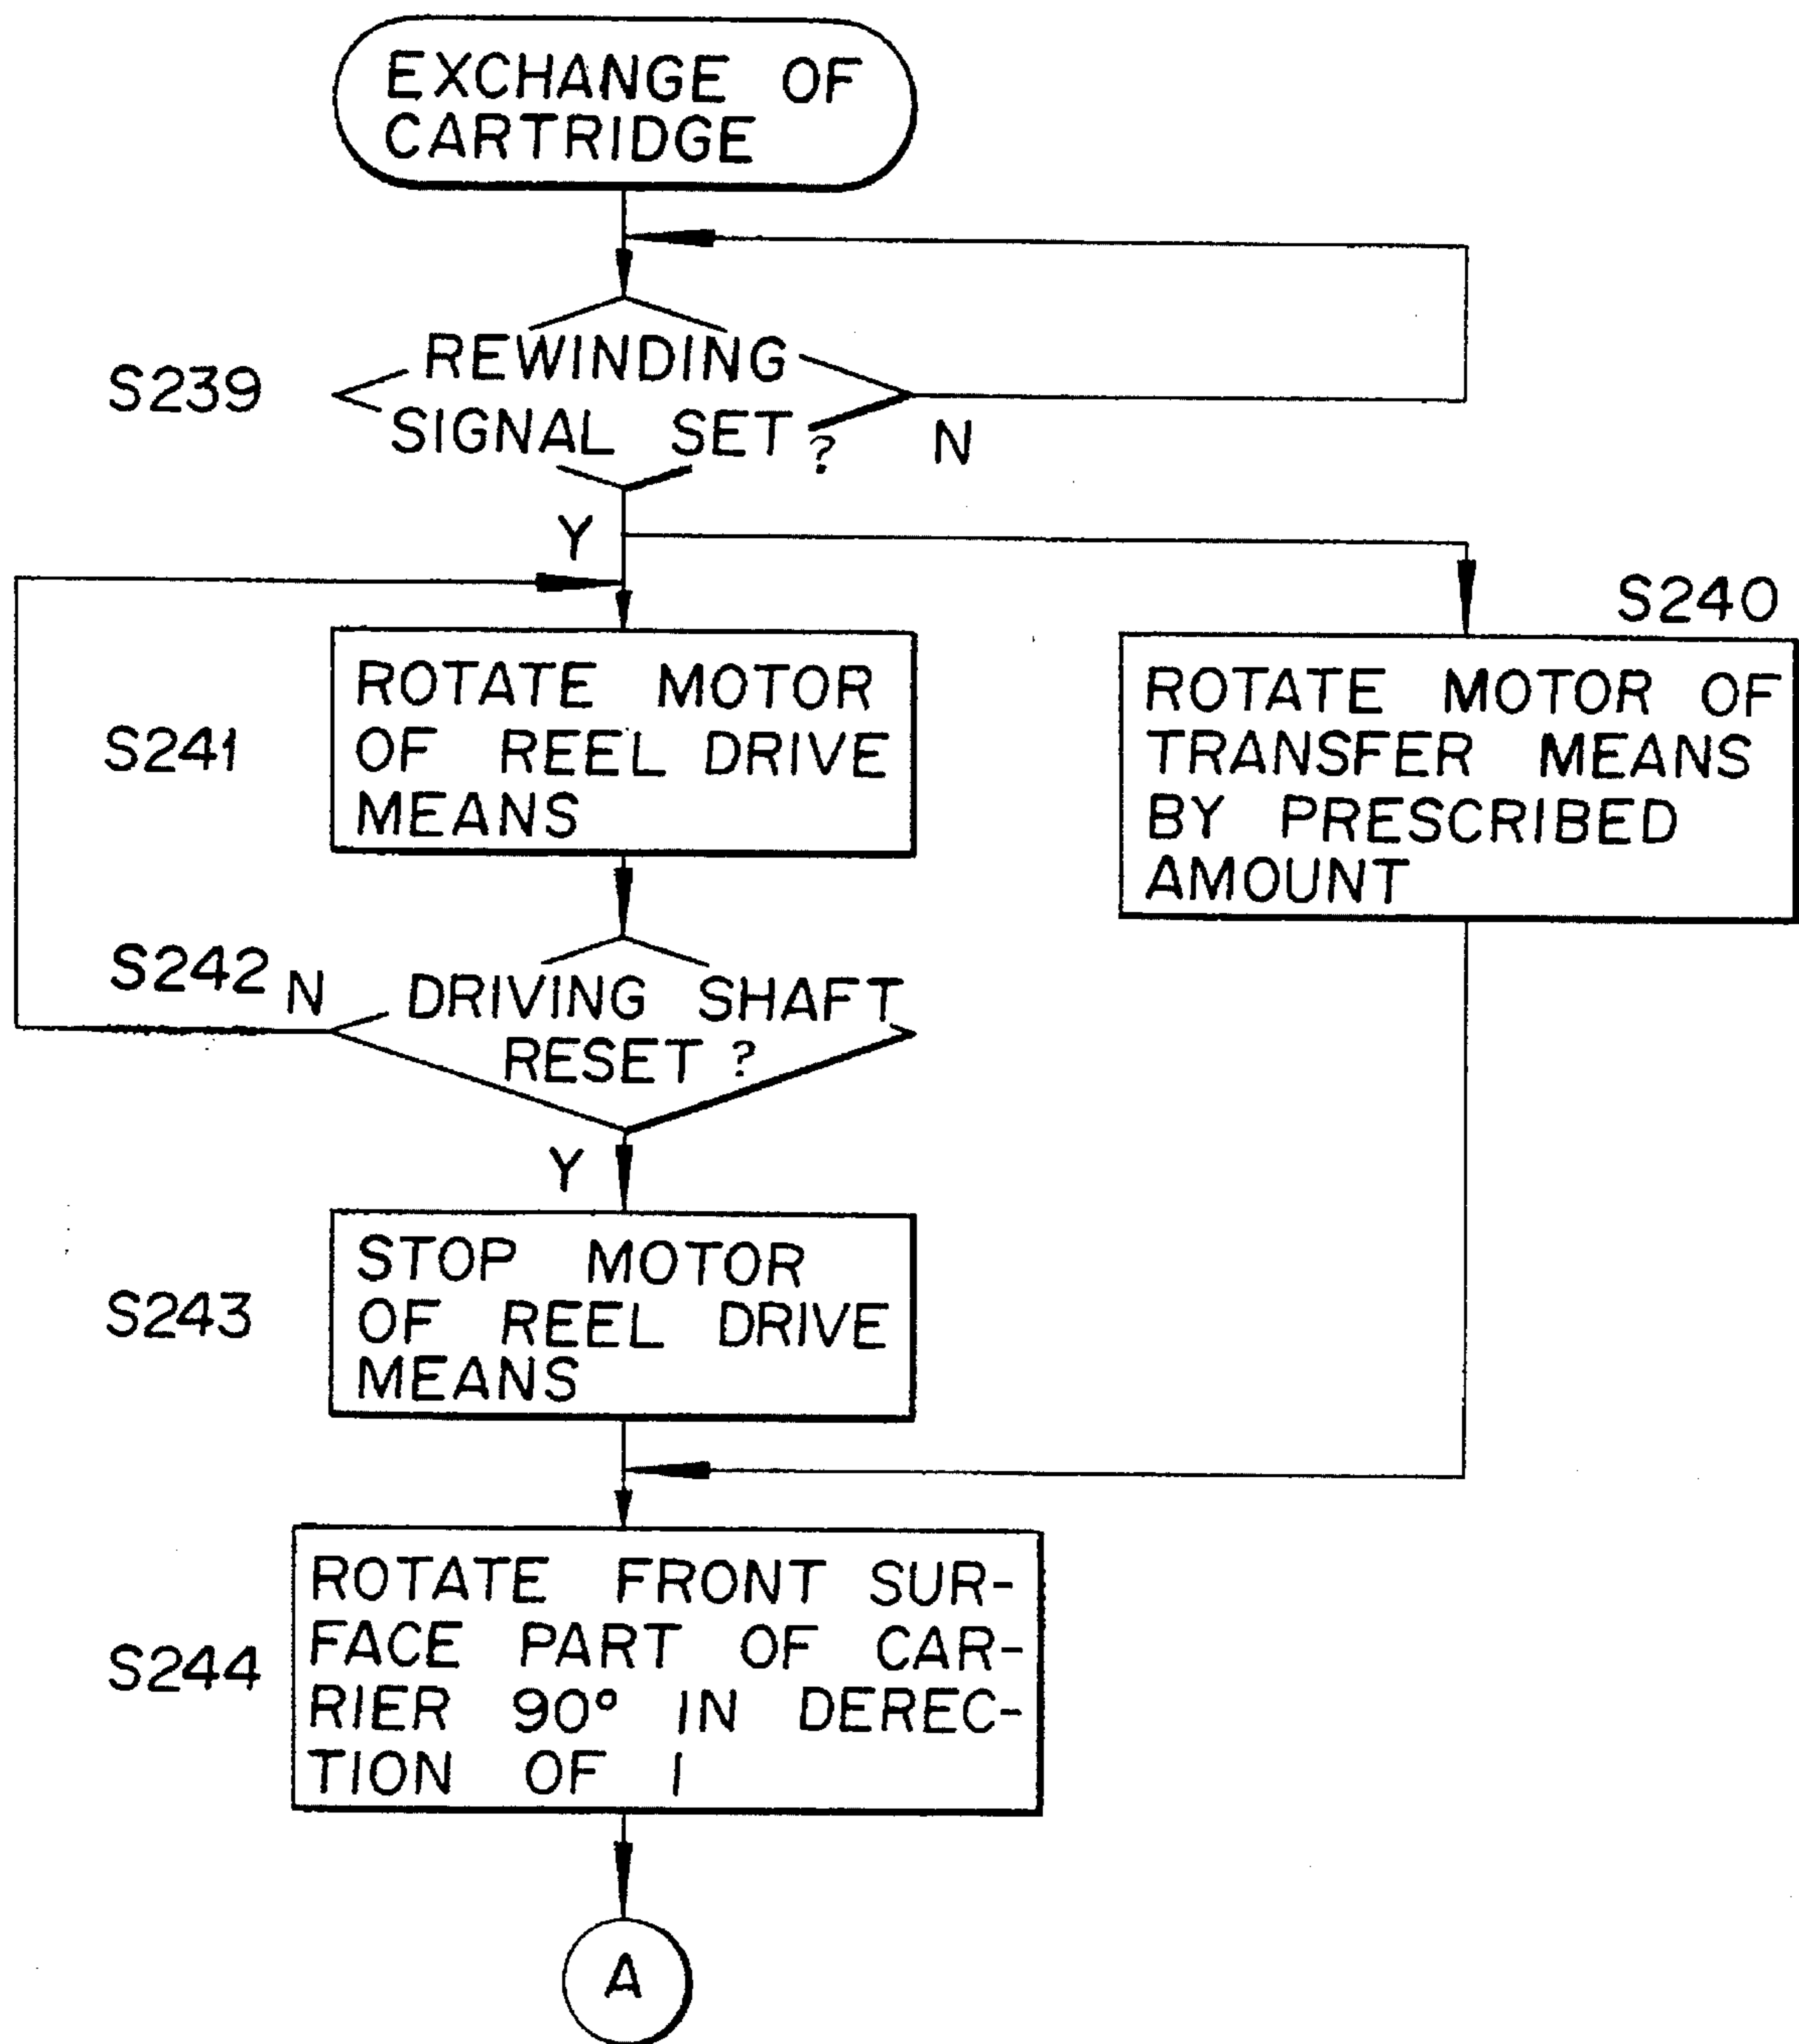 EXCHANGE OF
CARTRIDGE
S239
REWINDING
SIGNAL SET?
N
Y
S240
S241
ROTATE MOTOR
OF REEL DRIVE
MEANS
ROTATE MOTOR OF
TRANSFER MEANS
BY PRESCRIBED
AMOUNT
S242
N
DRIVING SHAFT
RESET?
Y
S243
STOP MOTOR
OF REEL DRIVE
MEANS
S244
ROTATE FRONT SUR-
FACE PART OF CAR-
RIER 90° IN DEREC-
TION OF I
A